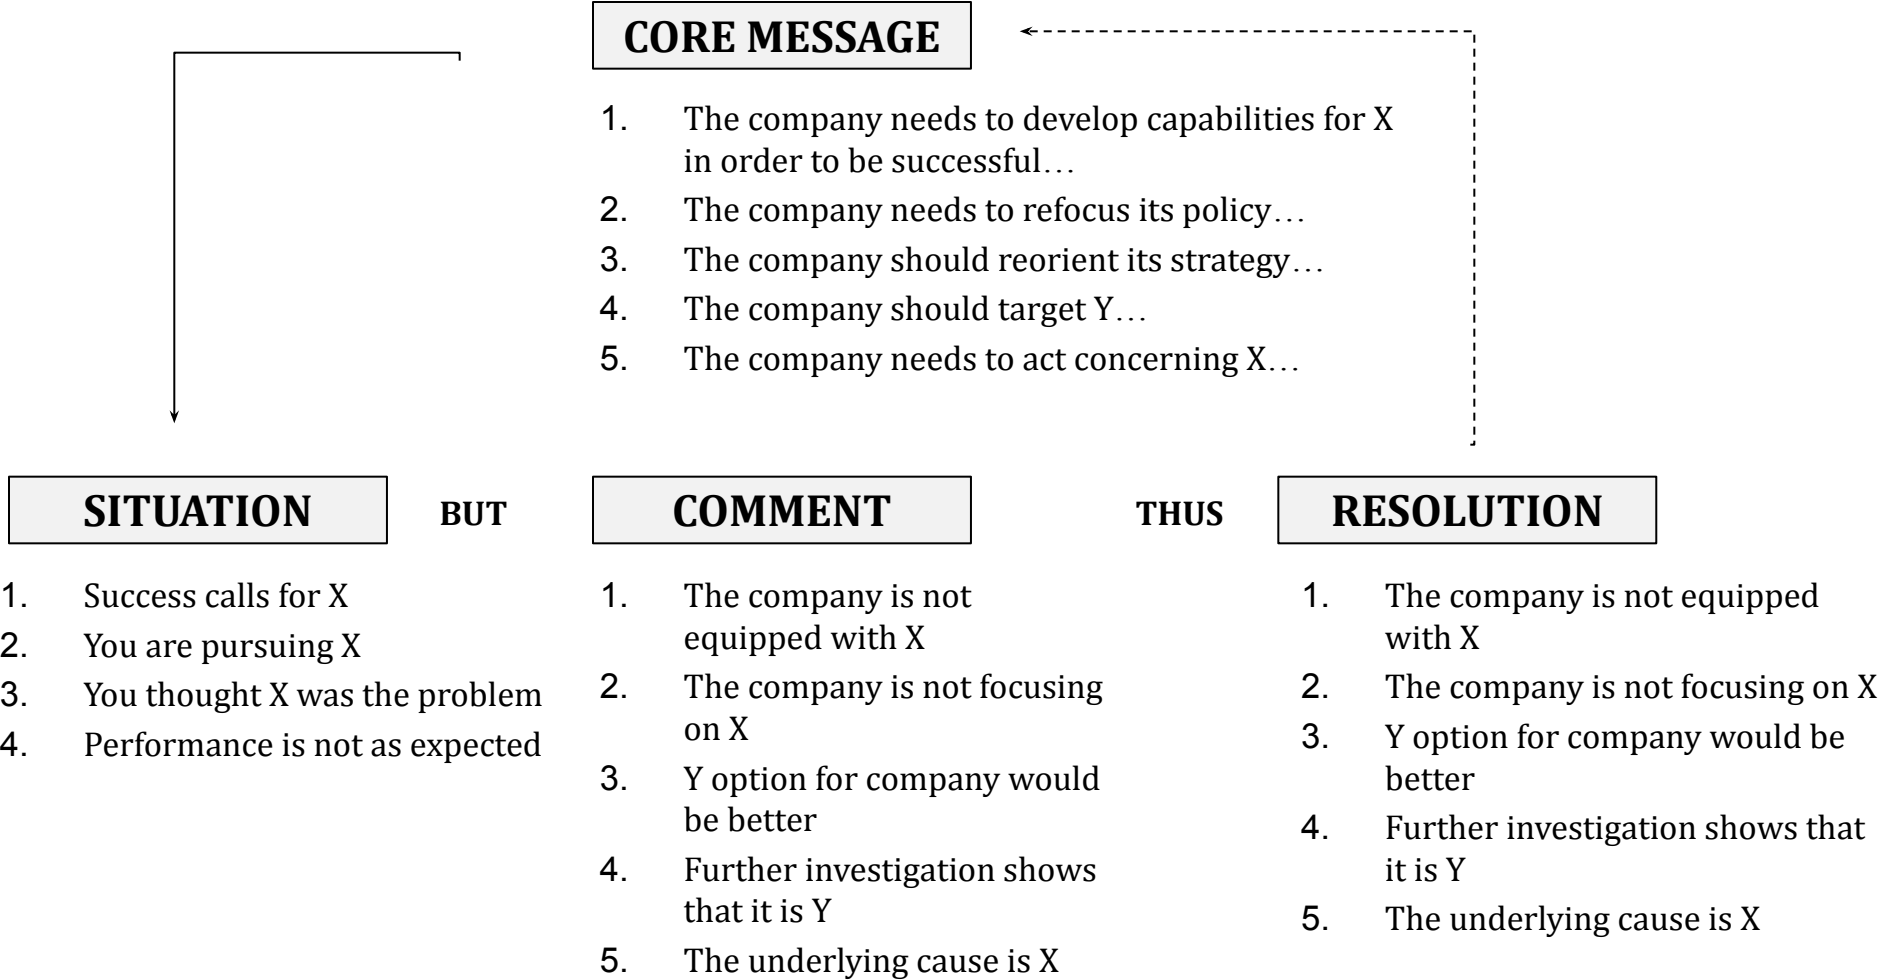 CORE MESSAGE
1. The company needs to develop capabilities for X
in order to be successful…
2. The company needs to refocus its policy…
3. The company should reorient its strategy…
4. The company should target Y…
5. The company needs to act concerning X…
SITUATION
BUT
COMMENT
THUS
RESOLUTION
1. Success calls for X
2. You are pursuing X
3. You thought X was the problem
4. Performance is not as expected
1. The company is not
equipped with X
2. The company is not focusing
on X
3. Y option for company would
be better
4. Further investigation shows
that it is Y
5. The underlying cause is X
1. The company is not equipped
with X
2. The company is not focusing on X
3. Y option for company would be
better
4. Further investigation shows that
it is Y
5. The underlying cause is X